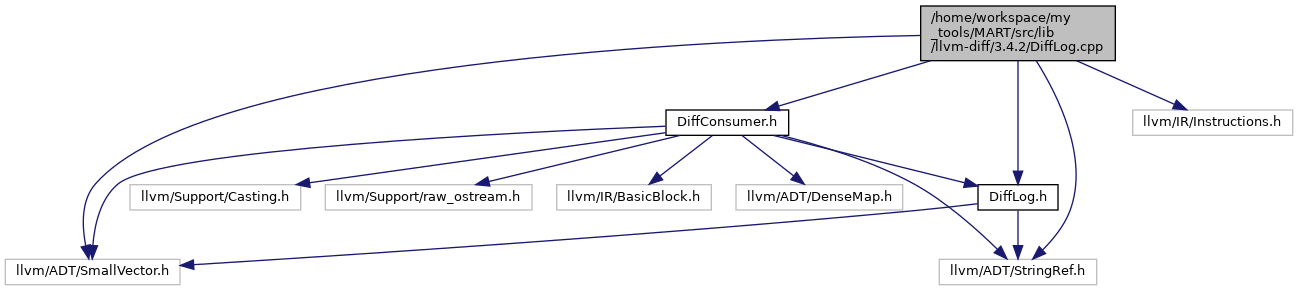 /home/workspace/my
_tools/MART/src/lib
/llvm-diff/3.4.2/DiffLog.cpp
DiffConsumer.h
llvm/IR/Instructions.h
llvm/Support/Casting.h
llvm/Support/raw_ostream.h
llvm/IR/BasicBlock.h
llvm/ADT/DenseMap.h
DiffLog.h
llvm/ADT/SmallVector.h
llvm/ADT/StringRef.h